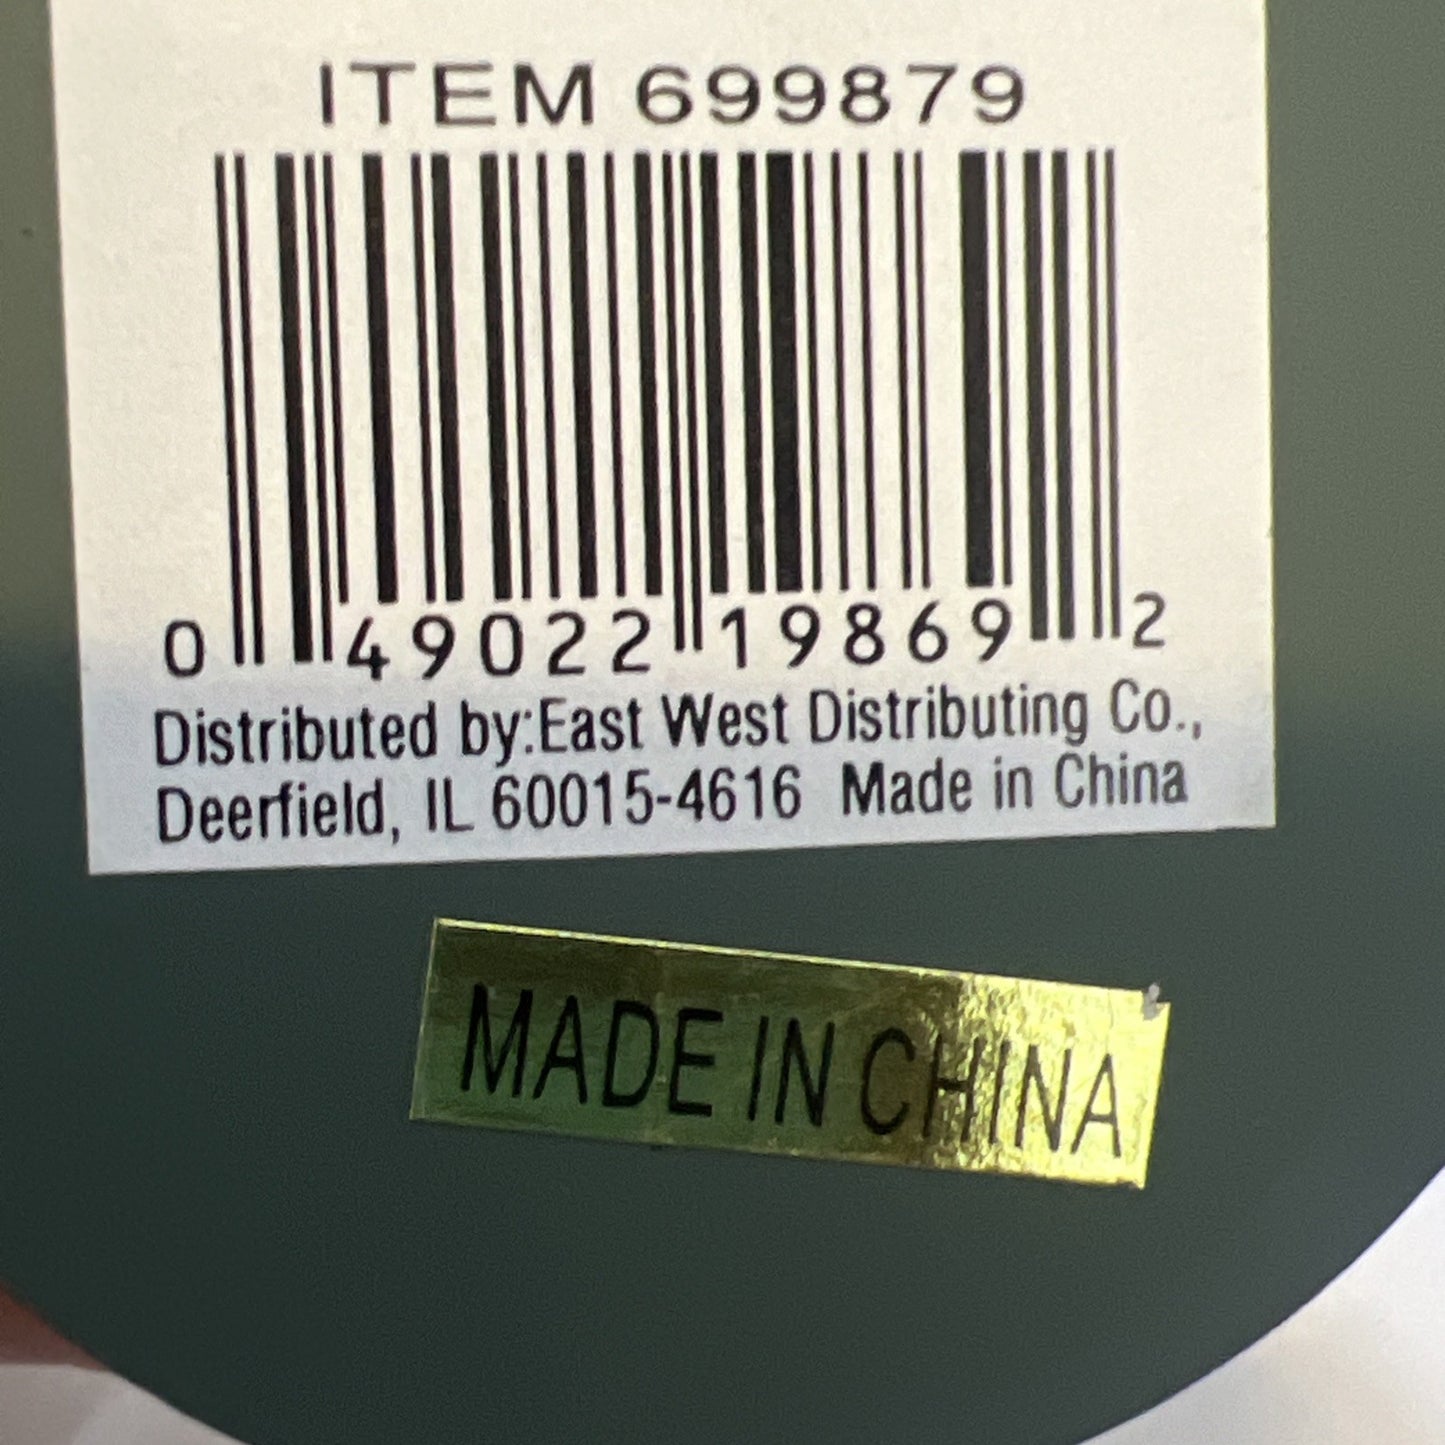 ITEM 699879
0 49022 19869 2
Distributed by:East West Distributing Co.,
Deerfield, IL 60015-4616 Made in China
MADE IN CHINA